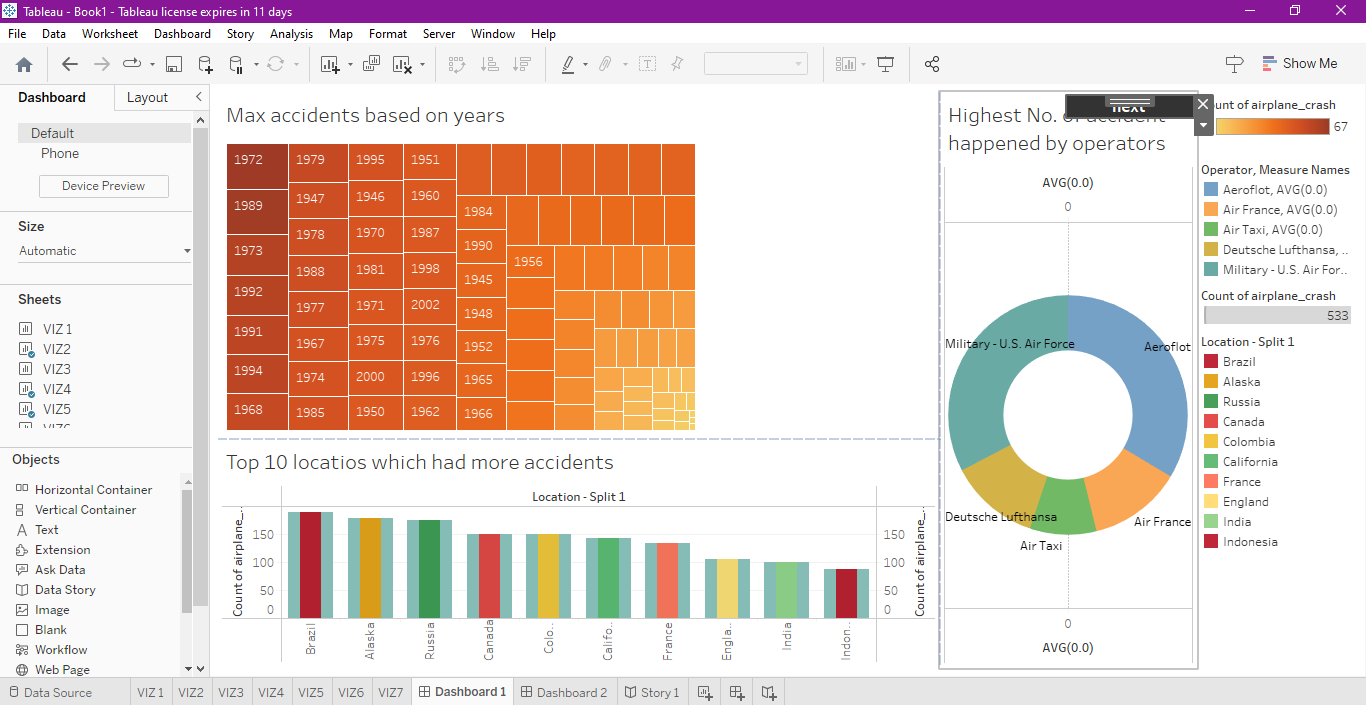 Tableau - Book1 - Tableau license expires in 11 days
File Data Worksheet Dashboard Story Analysis Map Format Server Window Help
Show Me
Dashboard Layout
Default
Phone
Device Preview
Size
Automatic
Sheets
VIZ 1
VIZ2
VIZ3
VIZ4
VIZ5
Objects
Horizontal Container
Vertical Container
Text
Extension
Ask Data
Data Story
Image
Blank
Workflow
Web Page
Max accidents based on years
1972 1979 1995 1951
1989 1947 1946 1960 1984
1973 1978 1970 1987 1990 1956
1992 1988 1981 1998 1945
1991 1977 1971 2002 1948
1994 1967 1975 1976 1952
1968 1974 2000 1996 1965
1985 1950 1962 1966
Top 10 locatios which had more accidents
Location - Split 1
Count of airplane_..
150
100
50
0
Brazil
Alaska
Russia
Canada
Colo..
Califo..
France
Engla..
India
Indon..
150
100
50
0
Count of airplane_..
next
Highest No. of accident
happened by operators
AVG(0.0)
0
Military - U.S. Air Force
Aeroflot
Deutsche Lufthansa
Air France
Air Taxi
0
AVG(0.0)
unt of airplane_crash
67
Operator, Measure Names
Aeroflot, AVG(0.0)
Air France, AVG(0.0)
Air Taxi, AVG(0.0)
Deutsche Lufthansa, ..
Military - U.S. Air For..
Count of airplane_crash
533
Location - Split 1
Brazil
Alaska
Russia
Canada
Colombia
California
France
England
India
Indonesia
Data Source VIZ 1 VIZ2 VIZ3 VIZ4 VIZ5 VIZ6 VIZ7 Dashboard 1 Dashboard 2 Story 1